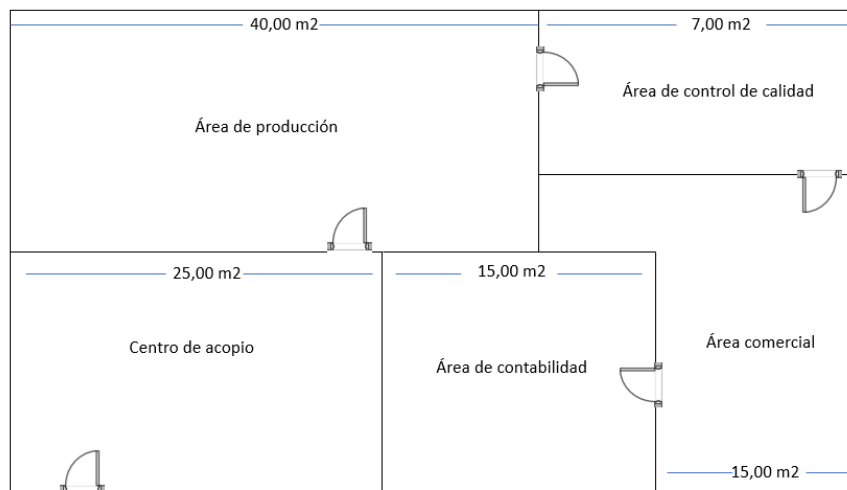 40,00 m2
7,00 m2
Área de control de calidad
Área de producción
25,00 m2
15,00 m2
Centro de acopio
Área de contabilidad
Área comercial
15,00 m2